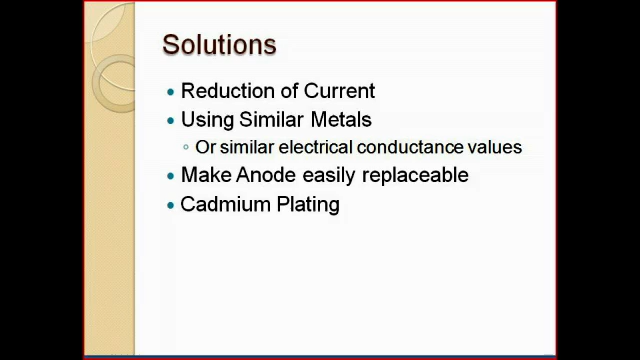 Solutions
Reduction of Current
Using Similar Metals
Or similar electrical conductance values
Make Anode easily replaceable
Cadmium Plating